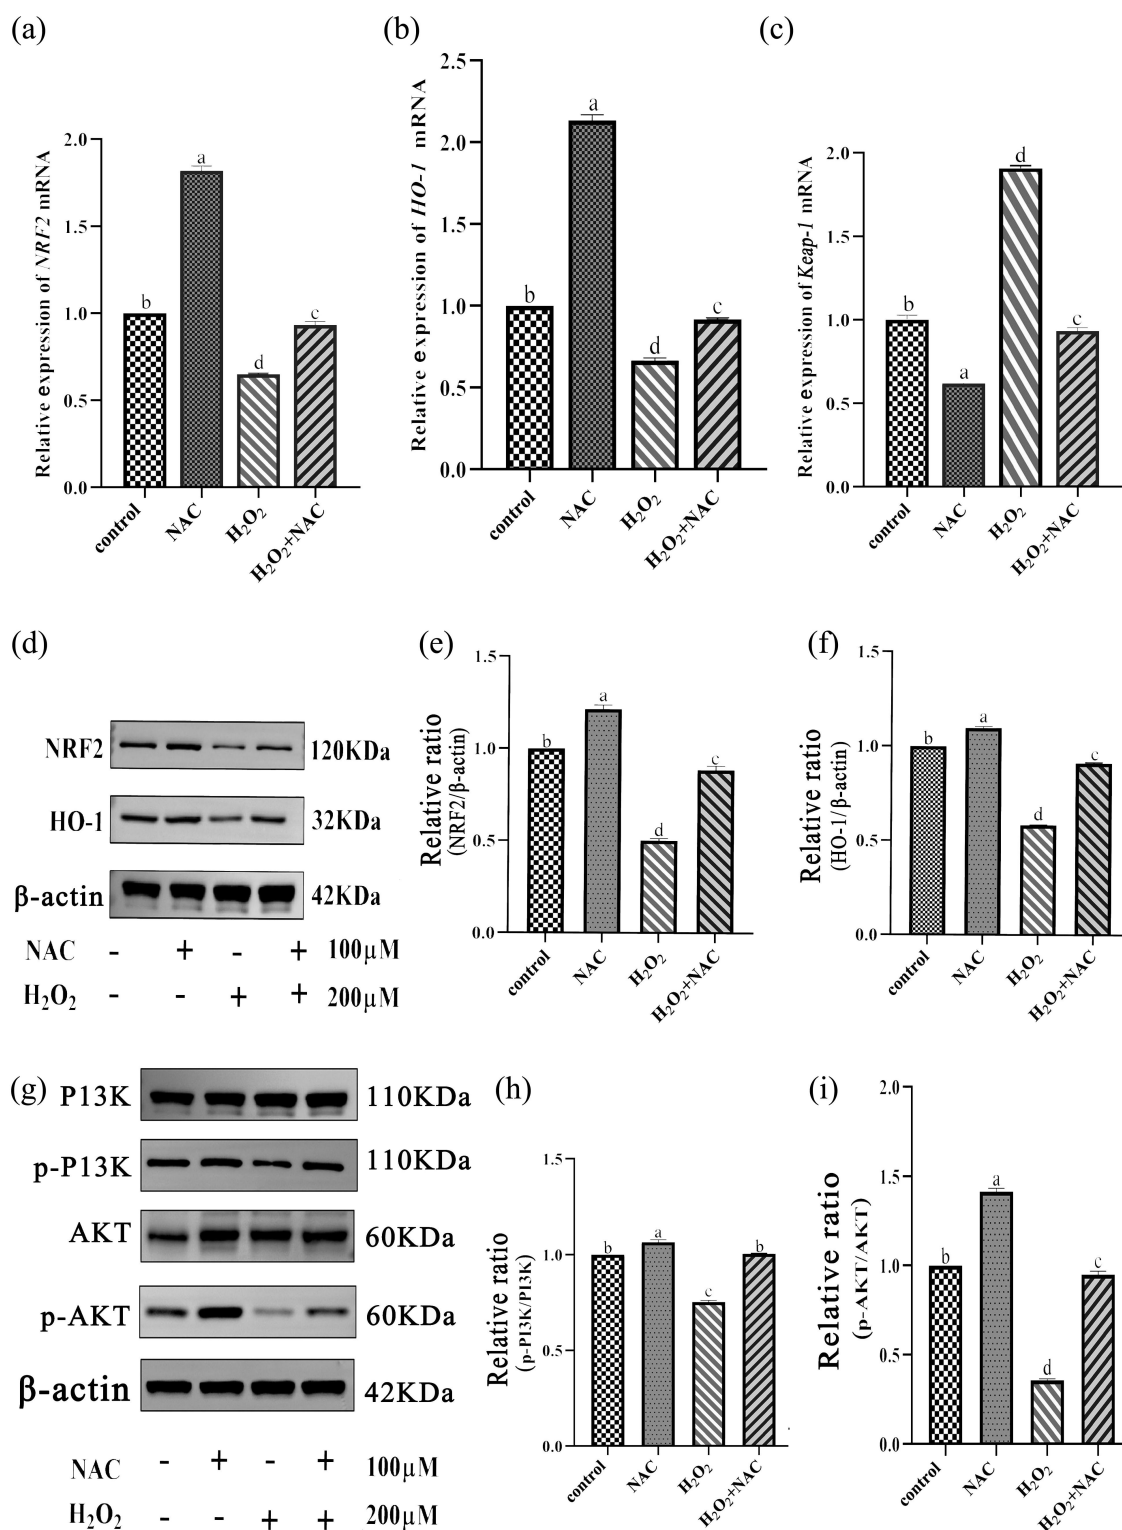 (a)
Relative expression of NRF2 mRNA
2.0
1.5
1.0
0.5
0.0
b
a
d
c
control
NAC
H₂O₂
H₂O₂+NAC
(b)
Relative expression of HO-1 mRNA
2.5
2.0
1.5
1.0
0.5
0.0
b
a
d
c
control
NAC
H₂O₂
H₂O₂+NAC
(c)
Relative expression of Keap-1 mRNA
2.0
1.5
1.0
0.5
0.0
b
a
d
c
control
NAC
H₂O₂
H₂O₂+NAC
(d)
NRF2 120KDa
HO-1 32KDa
β-actin 42KDa
NAC - + - + 100μM
H₂O₂ - - + + 200μM
(e)
Relative ratio
(NRF2/β-actin)
1.5
1.0
0.5
0.0
b
a
d
c
control
NAC
H₂O₂
H₂O₂+NAC
(f)
Relative ratio
(HO-1/β-actin)
1.5
1.0
0.5
0.0
b
a
d
c
control
NAC
H₂O₂
H₂O₂+NAC
(g)
P13K 110KDa
p-P13K 110KDa
AKT 60KDa
p-AKT 60KDa
β-actin 42KDa
NAC - + - + 100μM
H₂O₂ - - + + 200μM
(h)
Relative ratio
(p-PI3K/PI3K)
1.5
1.0
0.5
0.0
b
a
c
b
control
NAC
H₂O₂
H₂O₂+NAC
(i)
Relative ratio
(p-AKT/AKT)
2.0
1.5
1.0
0.5
0.0
b
a
d
c
control
NAC
H₂O₂
H₂O₂+NAC